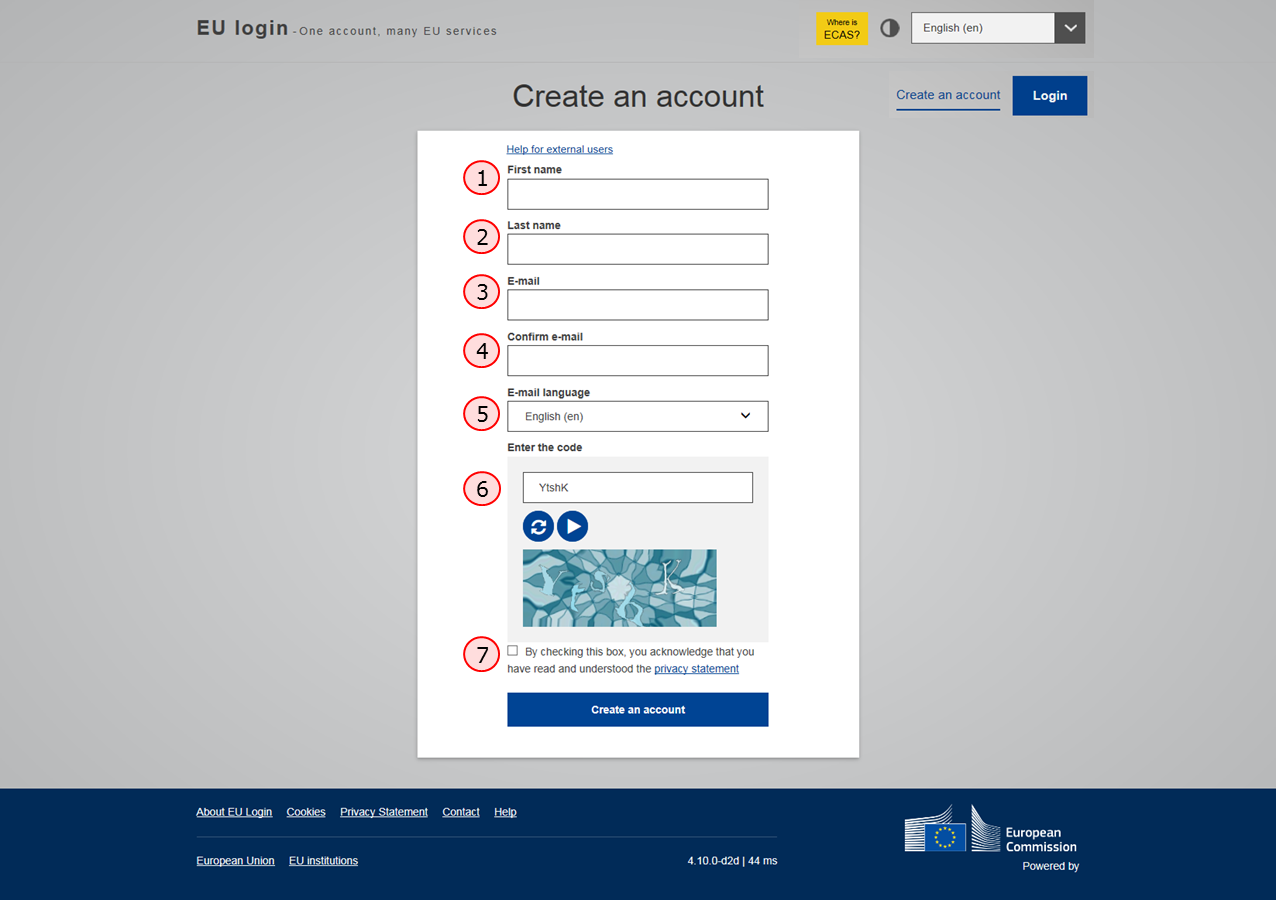 EU login - One account, many EU services
Where is
ECAS?
English (en)
Create an account
Create an account
Login
Help for external users
1
First name
2
Last name
3
E-mail
4
Confirm e-mail
5
E-mail language
English (en)
Enter the code
6
YtshK
7
By checking this box, you acknowledge that you
have read and understood the privacy statement
Create an account
About EU Login Cookies Privacy Statement Contact Help
European Union EU institutions
4.10.0-d2d | 44 ms
European
Commission
Powered by